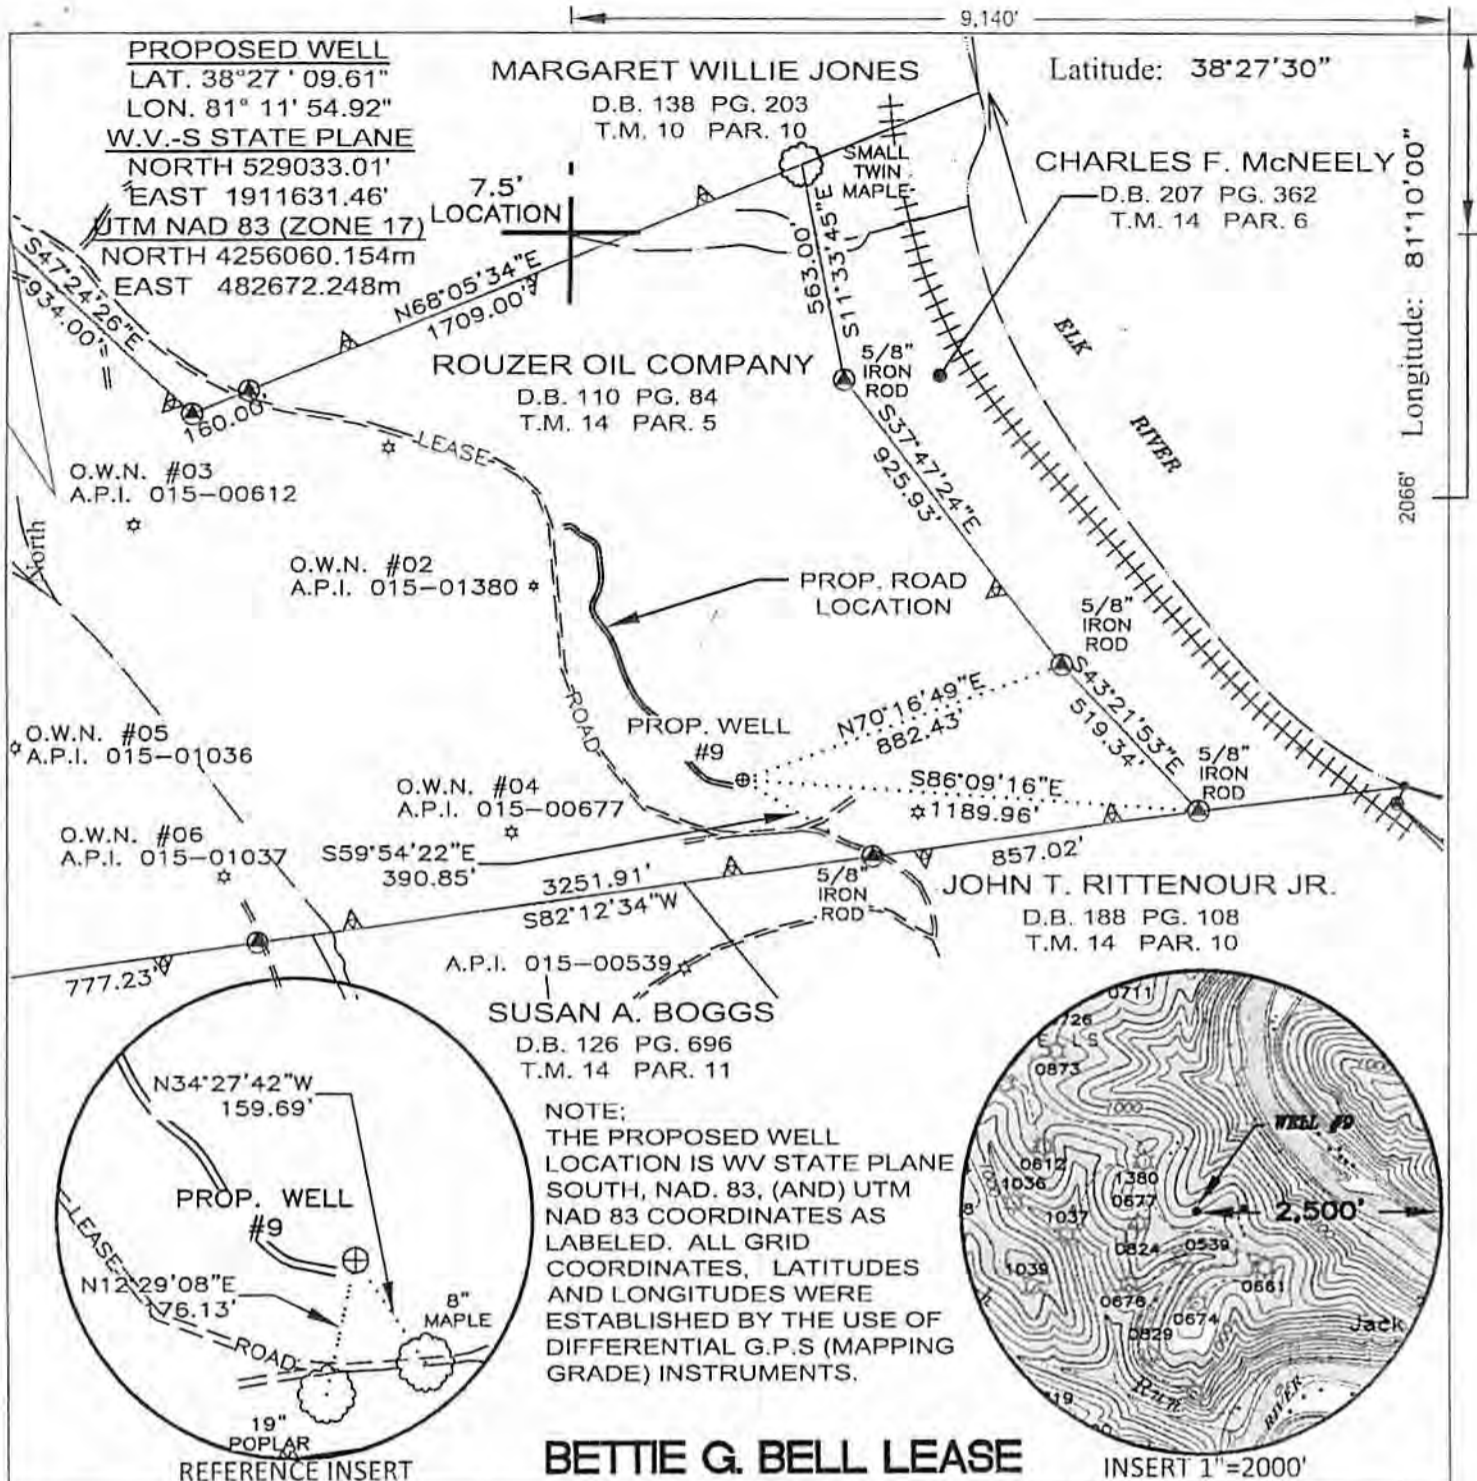 9,140'
PROPOSED WELL
LAT. 38°27'09.61"
LON. 81° 11' 54.92"
W.V.-S STATE PLANE
NORTH 529033.01'
EAST 1911631.46'
UTM NAD 83 (ZONE 17)
NORTH 4256060.154m
EAST 482672.248m
MARGARET WILLIE JONES
D.B. 138 PG. 203
T.M. 10 PAR. 10
Latitude: 38°27'30"
Longitude: 81°10'00"
2066'
7.5'
LOCATION
SMALL
TWIN
MAPLE
CHARLES F. McNEELY
D.B. 207 PG. 362
T.M. 14 PAR. 6
S47°24'26"E
934.00'
N68°05'34"E
1709.00'
160.00'
563.00'
S11°33'45"E
ELK
RIVER
ROUZER OIL COMPANY
D.B. 110 PG. 84
T.M. 14 PAR. 5
5/8"
IRON
ROD
S37°47'24"E
925.93'
LEASE
O.W.N. #03
A.P.I. 015-00612
North
O.W.N. #02
A.P.I. 015-01380
PROP. ROAD
LOCATION
5/8"
IRON
ROD
ROAD
PROP. WELL
#9
N70°16'49"E
882.43'
S43°21'53"E
519.34'
O.W.N. #05
A.P.I. 015-01036
O.W.N. #04
A.P.I. 015-00677
S86°09'16"E
1189.96'
5/8"
IRON
ROD
O.W.N. #06
A.P.I. 015-01037
S59°54'22"E
390.85'
3251.91'
S82°12'34"W
5/8"
IRON
ROD
857.02'
JOHN T. RITTENOUR JR.
D.B. 188 PG. 108
T.M. 14 PAR. 10
777.23'
A.P.I. 015-00539
SUSAN A. BOGGS
D.B. 126 PG. 696
T.M. 14 PAR. 11
N34°27'42"W
159.69'
PROP. WELL
#9
LEASE
N12°29'08"E
176.13'
8"
MAPLE
ROAD
19"
POPLAR
REFERENCE INSERT
NOTE:
THE PROPOSED WELL
LOCATION IS WV STATE PLANE
SOUTH, NAD. 83, (AND) UTM
NAD 83 COORDINATES AS
LABELED. ALL GRID
COORDINATES, LATITUDES
AND LONGITUDES WERE
ESTABLISHED BY THE USE OF
DIFFERENTIAL G.P.S (MAPPING
GRADE) INSTRUMENTS.
BETTIE G. BELL LEASE
0711
0873
1000
WELL #9
0612
1036
1380
0677
1037
2,500'
0824
0539
1039
0661
0676
0674
0829
Jack
Run
RIVER
INSERT 1"=2000'